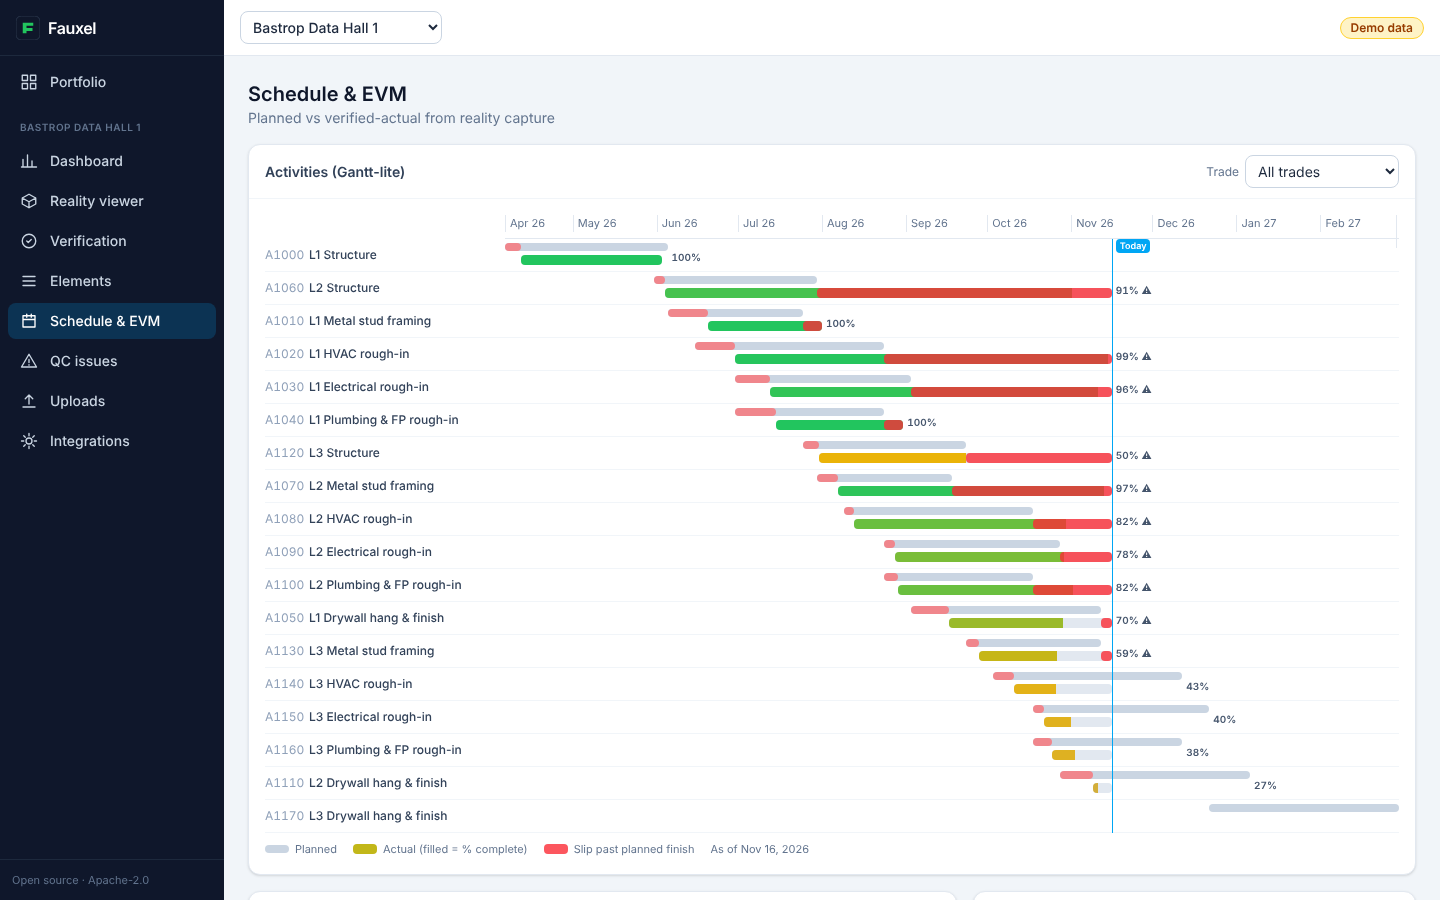 Fauxel
Bastrop Data Hall 1
Demo data
Portfolio
BASTROP DATA HALL 1
Dashboard
Reality viewer
Verification
Elements
Schedule & EVM
QC issues
Uploads
Integrations
Open source · Apache-2.0
Schedule & EVM
Planned vs verified-actual from reality capture
Activities (Gantt-lite)
Trade All trades
Apr 26 May 26 Jun 26 Jul 26 Aug 26 Sep 26 Oct 26 Nov 26 Dec 26 Jan 27 Feb 27
Today
A1000 L1 Structure 100%
A1060 L2 Structure 91%
A1010 L1 Metal stud framing 100%
A1020 L1 HVAC rough-in 99%
A1030 L1 Electrical rough-in 96%
A1040 L1 Plumbing & FP rough-in 100%
A1120 L3 Structure 50%
A1070 L2 Metal stud framing 97%
A1080 L2 HVAC rough-in 82%
A1090 L2 Electrical rough-in 78%
A1100 L2 Plumbing & FP rough-in 82%
A1050 L1 Drywall hang & finish 70%
A1130 L3 Metal stud framing 59%
A1140 L3 HVAC rough-in 43%
A1150 L3 Electrical rough-in 40%
A1160 L3 Plumbing & FP rough-in 38%
A1110 L2 Drywall hang & finish 27%
A1170 L3 Drywall hang & finish
Planned Actual (filled = % complete) Slip past planned finish As of Nov 16, 2026